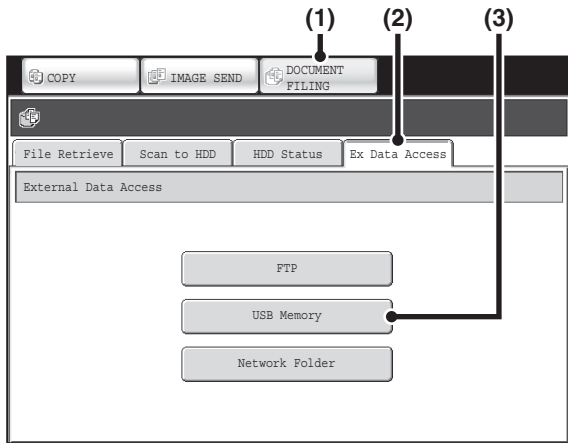 (1) (2) (3)
COPY IMAGE SEND DOCUMENT
FILING
File Retrieve Scan to HDD HDD Status Ex Data Access
External Data Access
FTP
USB Memory
Network Folder